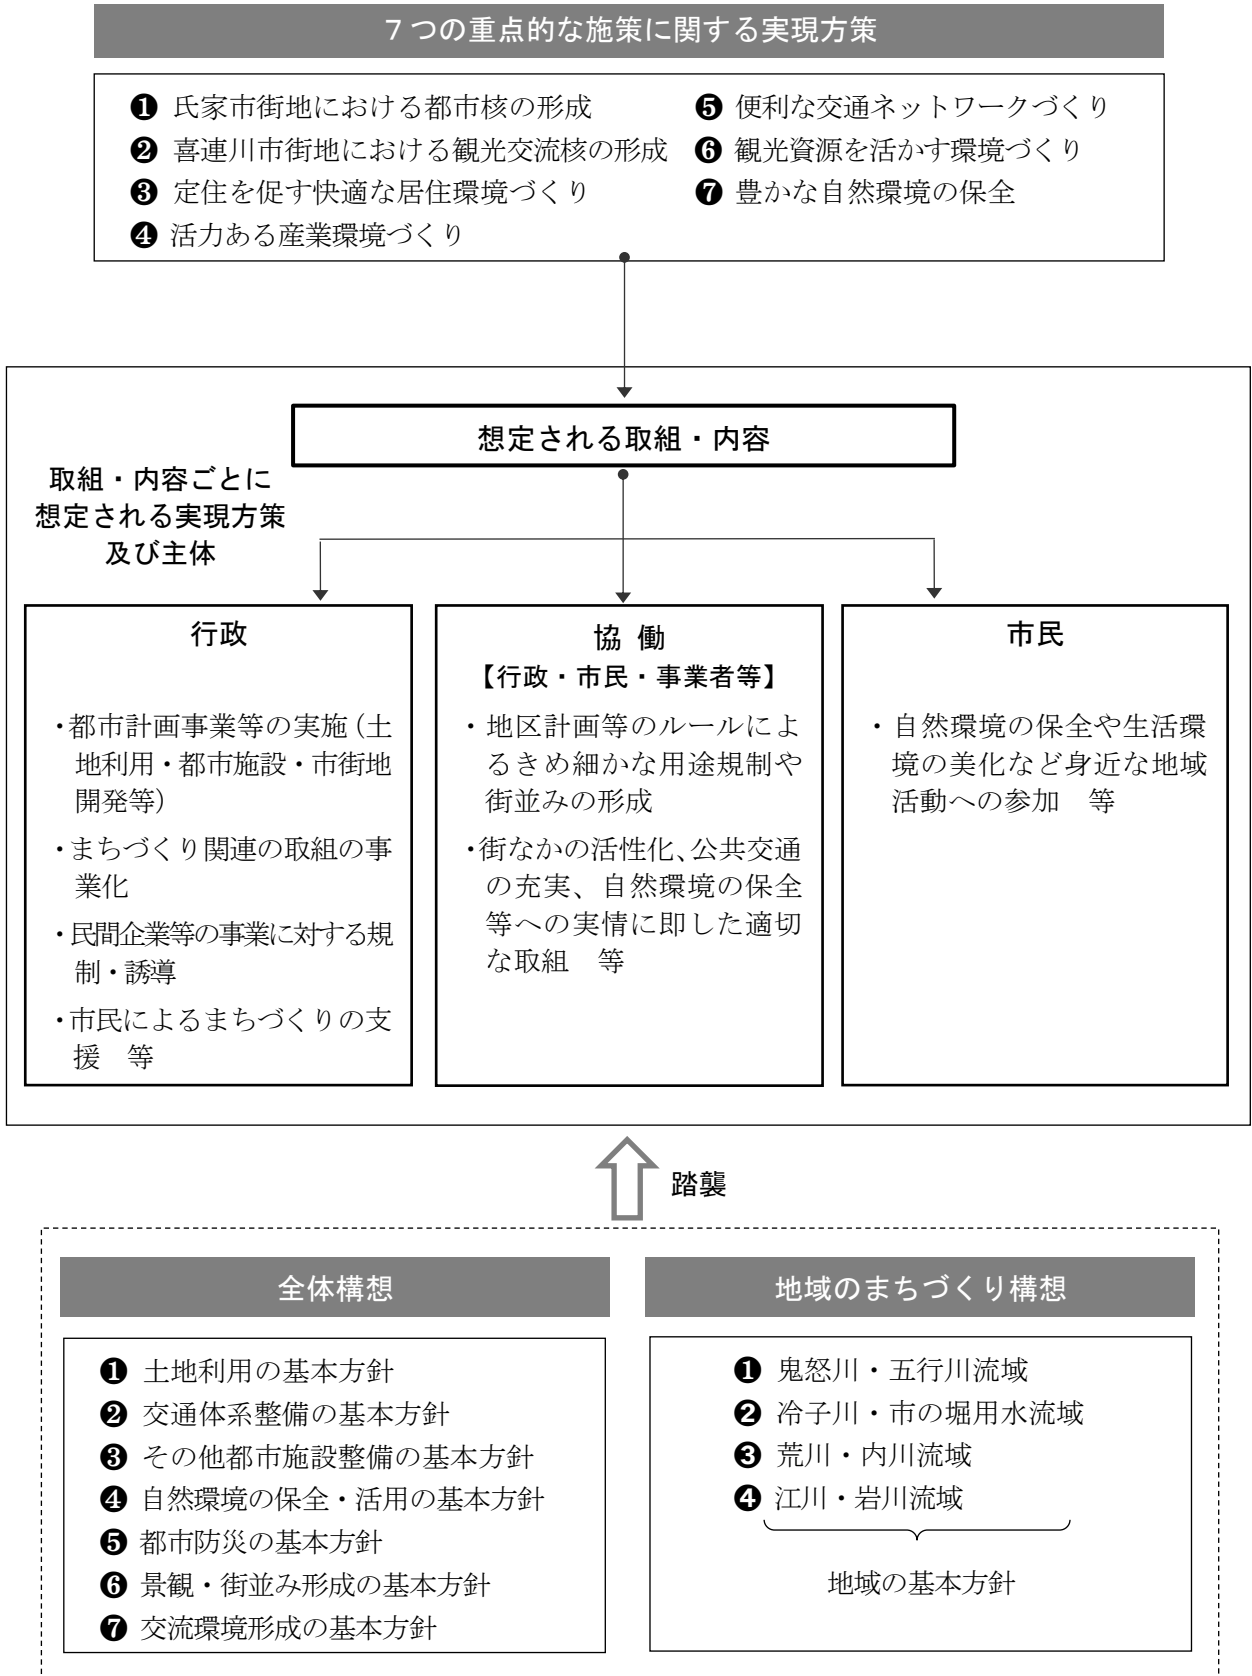 ７つの重点的な施策に関する実現方策
❶ 氏家市街地における都市核の形成
❷ 喜連川市街地における観光交流核の形成
❸ 定住を促す快適な居住環境づくり
❹ 活力ある産業環境づくり
❺ 便利な交通ネットワークづくり
❻ 観光資源を活かす環境づくり
❼ 豊かな自然環境の保全
想定される取組・内容
取組・内容ごとに
想定される実現方策
及び主体
行政
・都市計画事業等の実施（土
地利用・都市施設・市街地
開発等）
・まちづくり関連の取組の事
業化
・民間企業等の事業に対する規
制・誘導
・市民によるまちづくりの支
援　等
協 働
【行政・市民・事業者等】
・地区計画等のルールによ
るきめ細かな用途規制や
街並みの形成
・街なかの活性化、公共交通
の充実、自然環境の保全
等への実情に即した適切
な取組　等
市民
・自然環境の保全や生活環
境の美化など身近な地域
活動への参加　等
踏襲
全体構想
❶ 土地利用の基本方針
❷ 交通体系整備の基本方針
❸ その他都市施設整備の基本方針
❹ 自然環境の保全・活用の基本方針
❺ 都市防災の基本方針
❻ 景観・街並み形成の基本方針
❼ 交流環境形成の基本方針
地域のまちづくり構想
❶ 鬼怒川・五行川流域
❷ 冷子川・市の堀用水流域
❸ 荒川・内川流域
❹ 江川・岩川流域
地域の基本方針